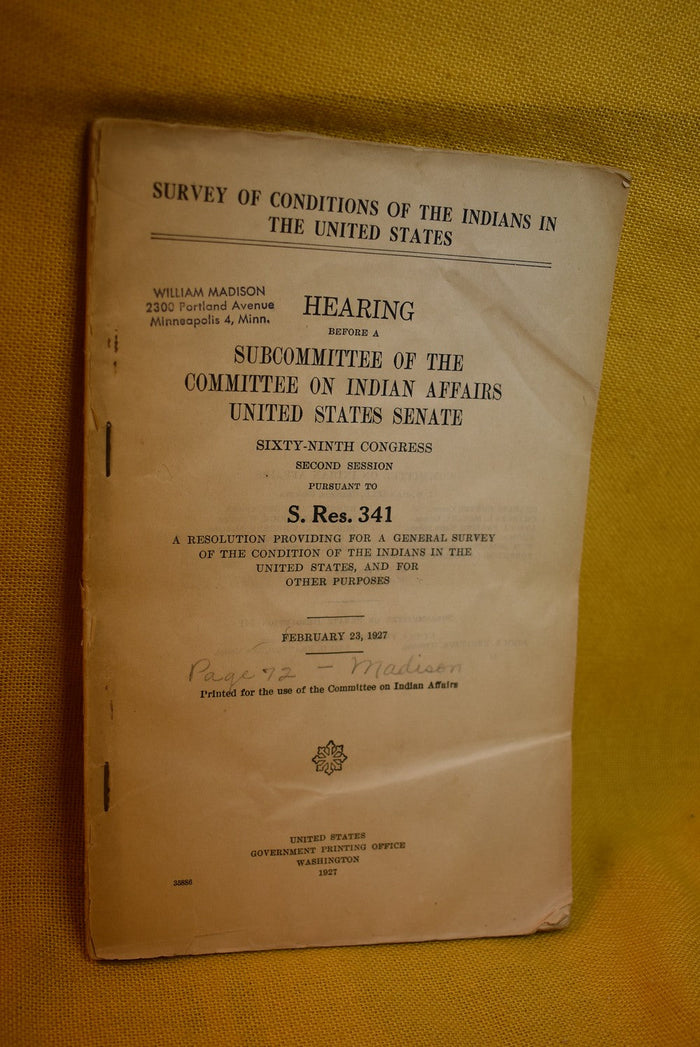 SURVEY OF CONDITIONS OF THE INDIANS IN
THE UNITED STATES
WILLIAM MADISON
2300 Portland Avenue
Minneapolis 4, Minn.
HEARING
BEFORE A
SUBCOMMITTEE OF THE
COMMITTEE ON INDIAN AFFAIRS
UNITED STATES SENATE
SIXTY-NINTH CONGRESS
SECOND SESSION
PURSUANT TO
S. Res. 341
A RESOLUTION PROVIDING FOR A GENERAL SURVEY
OF THE CONDITION OF THE INDIANS IN THE
UNITED STATES, AND FOR
OTHER PURPOSES
FEBRUARY 23, 1927
Page 72 — Madison
Printed for the use of the Committee on Indian Affairs
UNITED STATES
GOVERNMENT PRINTING OFFICE
WASHINGTON
1927
35886